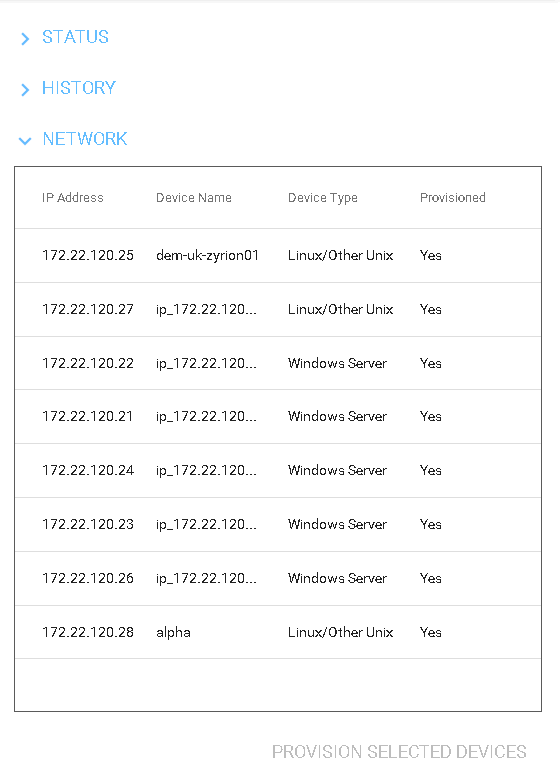 STATUS
HISTORY
NETWORK
IP Address Device Name Device Type Provisioned
172.22.120.25 dem-uk-zyrion01 Linux/Other Unix Yes
172.22.120.27 ip_172.22.120... Linux/Other Unix Yes
172.22.120.22 ip_172.22.120... Windows Server Yes
172.22.120.21 ip_172.22.120... Windows Server Yes
172.22.120.24 ip_172.22.120... Windows Server Yes
172.22.120.23 ip_172.22.120... Windows Server Yes
172.22.120.26 ip_172.22.120... Windows Server Yes
172.22.120.28 alpha Linux/Other Unix Yes
PROVISION SELECTED DEVICES